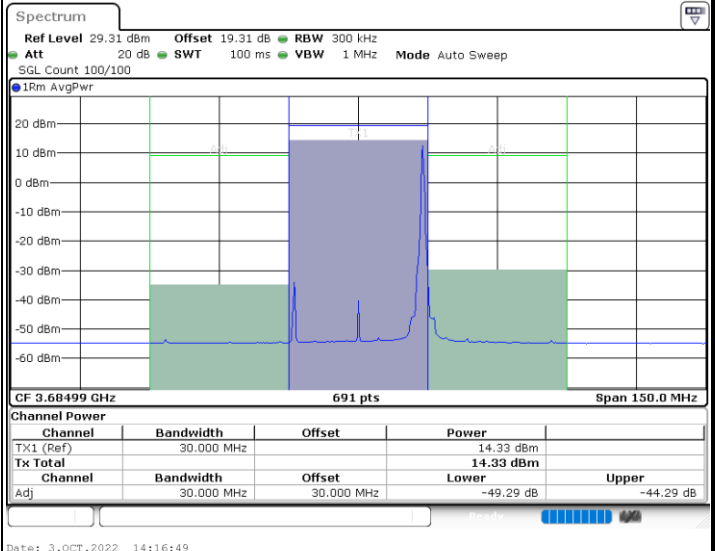 Spectrum
Ref Level 29.31 dBm Offset 19.31 dB RBW 300 kHz
Att 20 dB SWT 100 ms VBW 1 MHz Mode Auto Sweep
SGL Count 100/100
1Rm AvgPwr
20 dBm
TX1
10 dBm
Adj
Adj
0 dBm
-10 dBm
-20 dBm
-30 dBm
-40 dBm
-50 dBm
-60 dBm
CF 3.68499 GHz 691 pts Span 150.0 MHz
Channel Power
Channel Bandwidth Offset Power
TX1 (Ref) 30.000 MHz 14.33 dBm
Tx Total 14.33 dBm
Channel Bandwidth Offset Lower Upper
Adj 30.000 MHz 30.000 MHz -49.29 dB -44.29 dB
Ready
Date: 3.OCT.2022 14:16:49